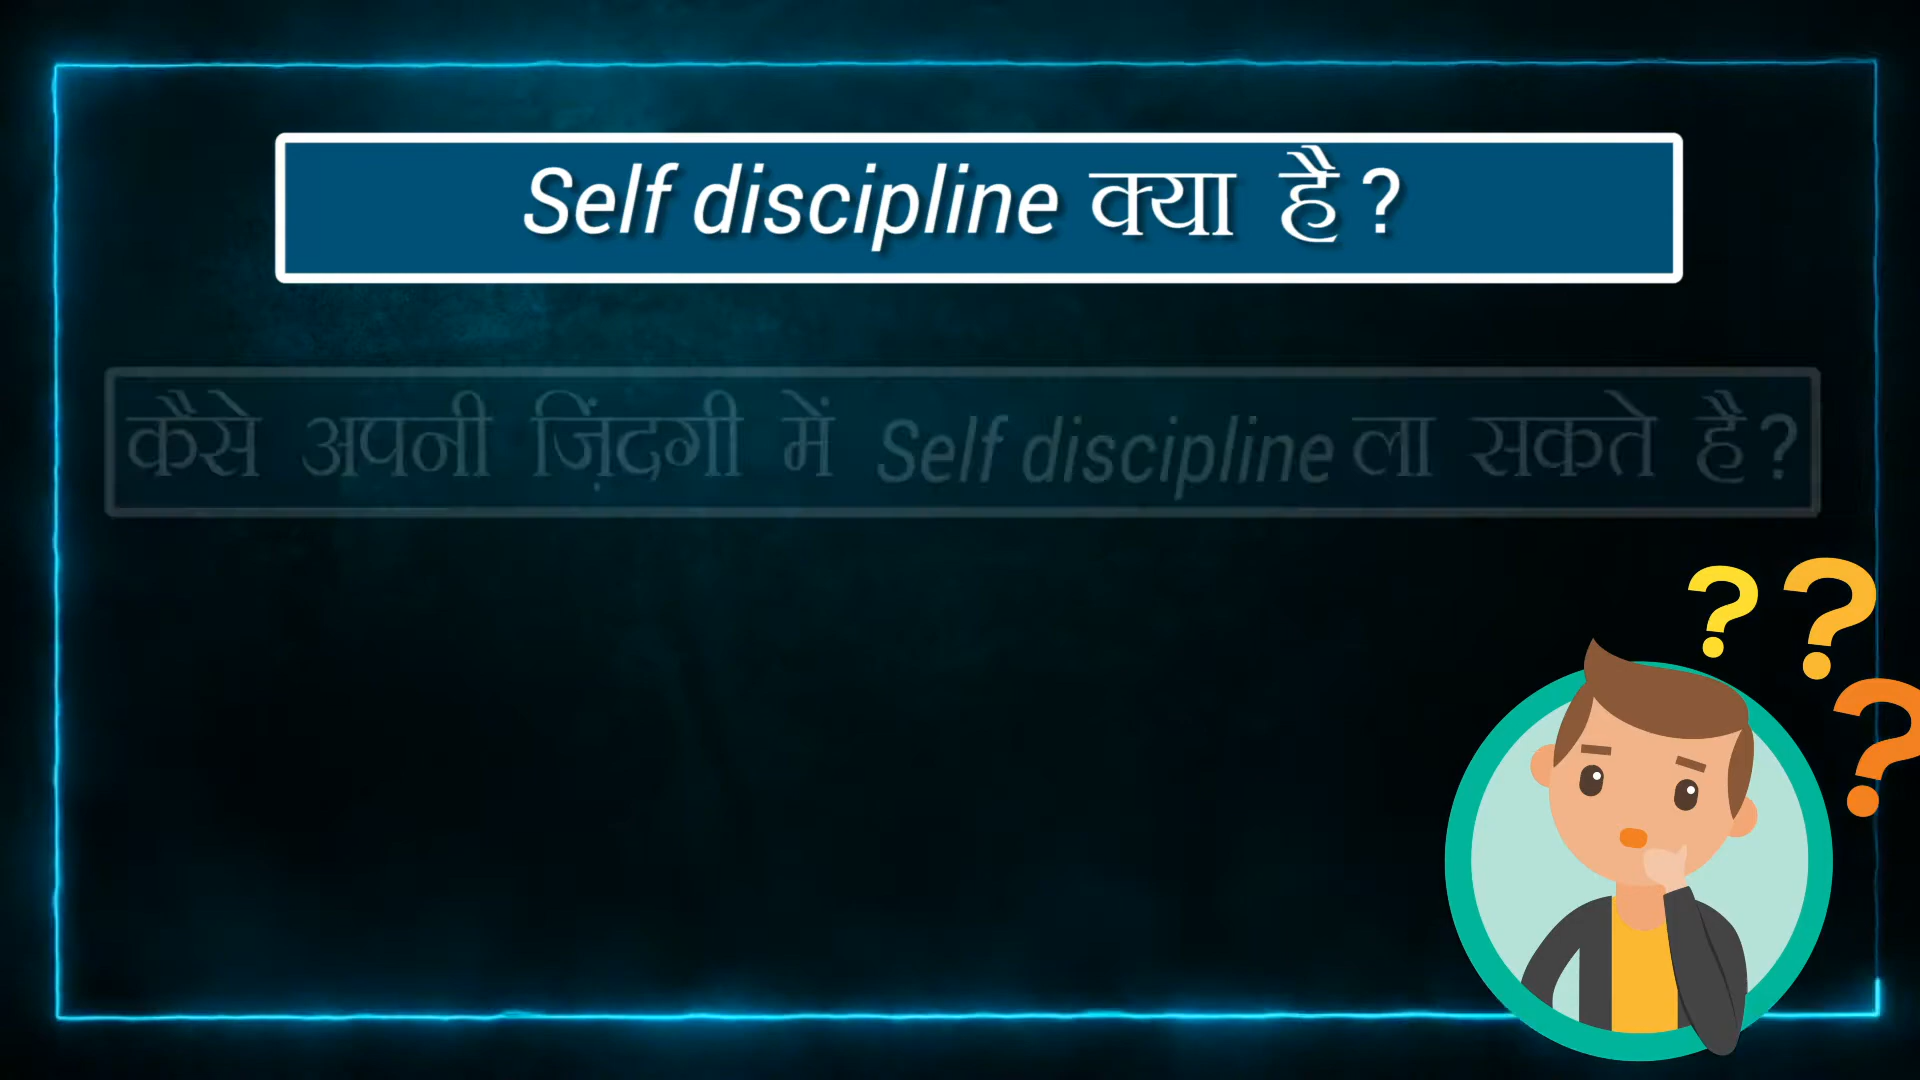 Self discipline क्या है?
कैसे अपनी ज़िंदगी में Self discipline ला सकते है?
? ?
?